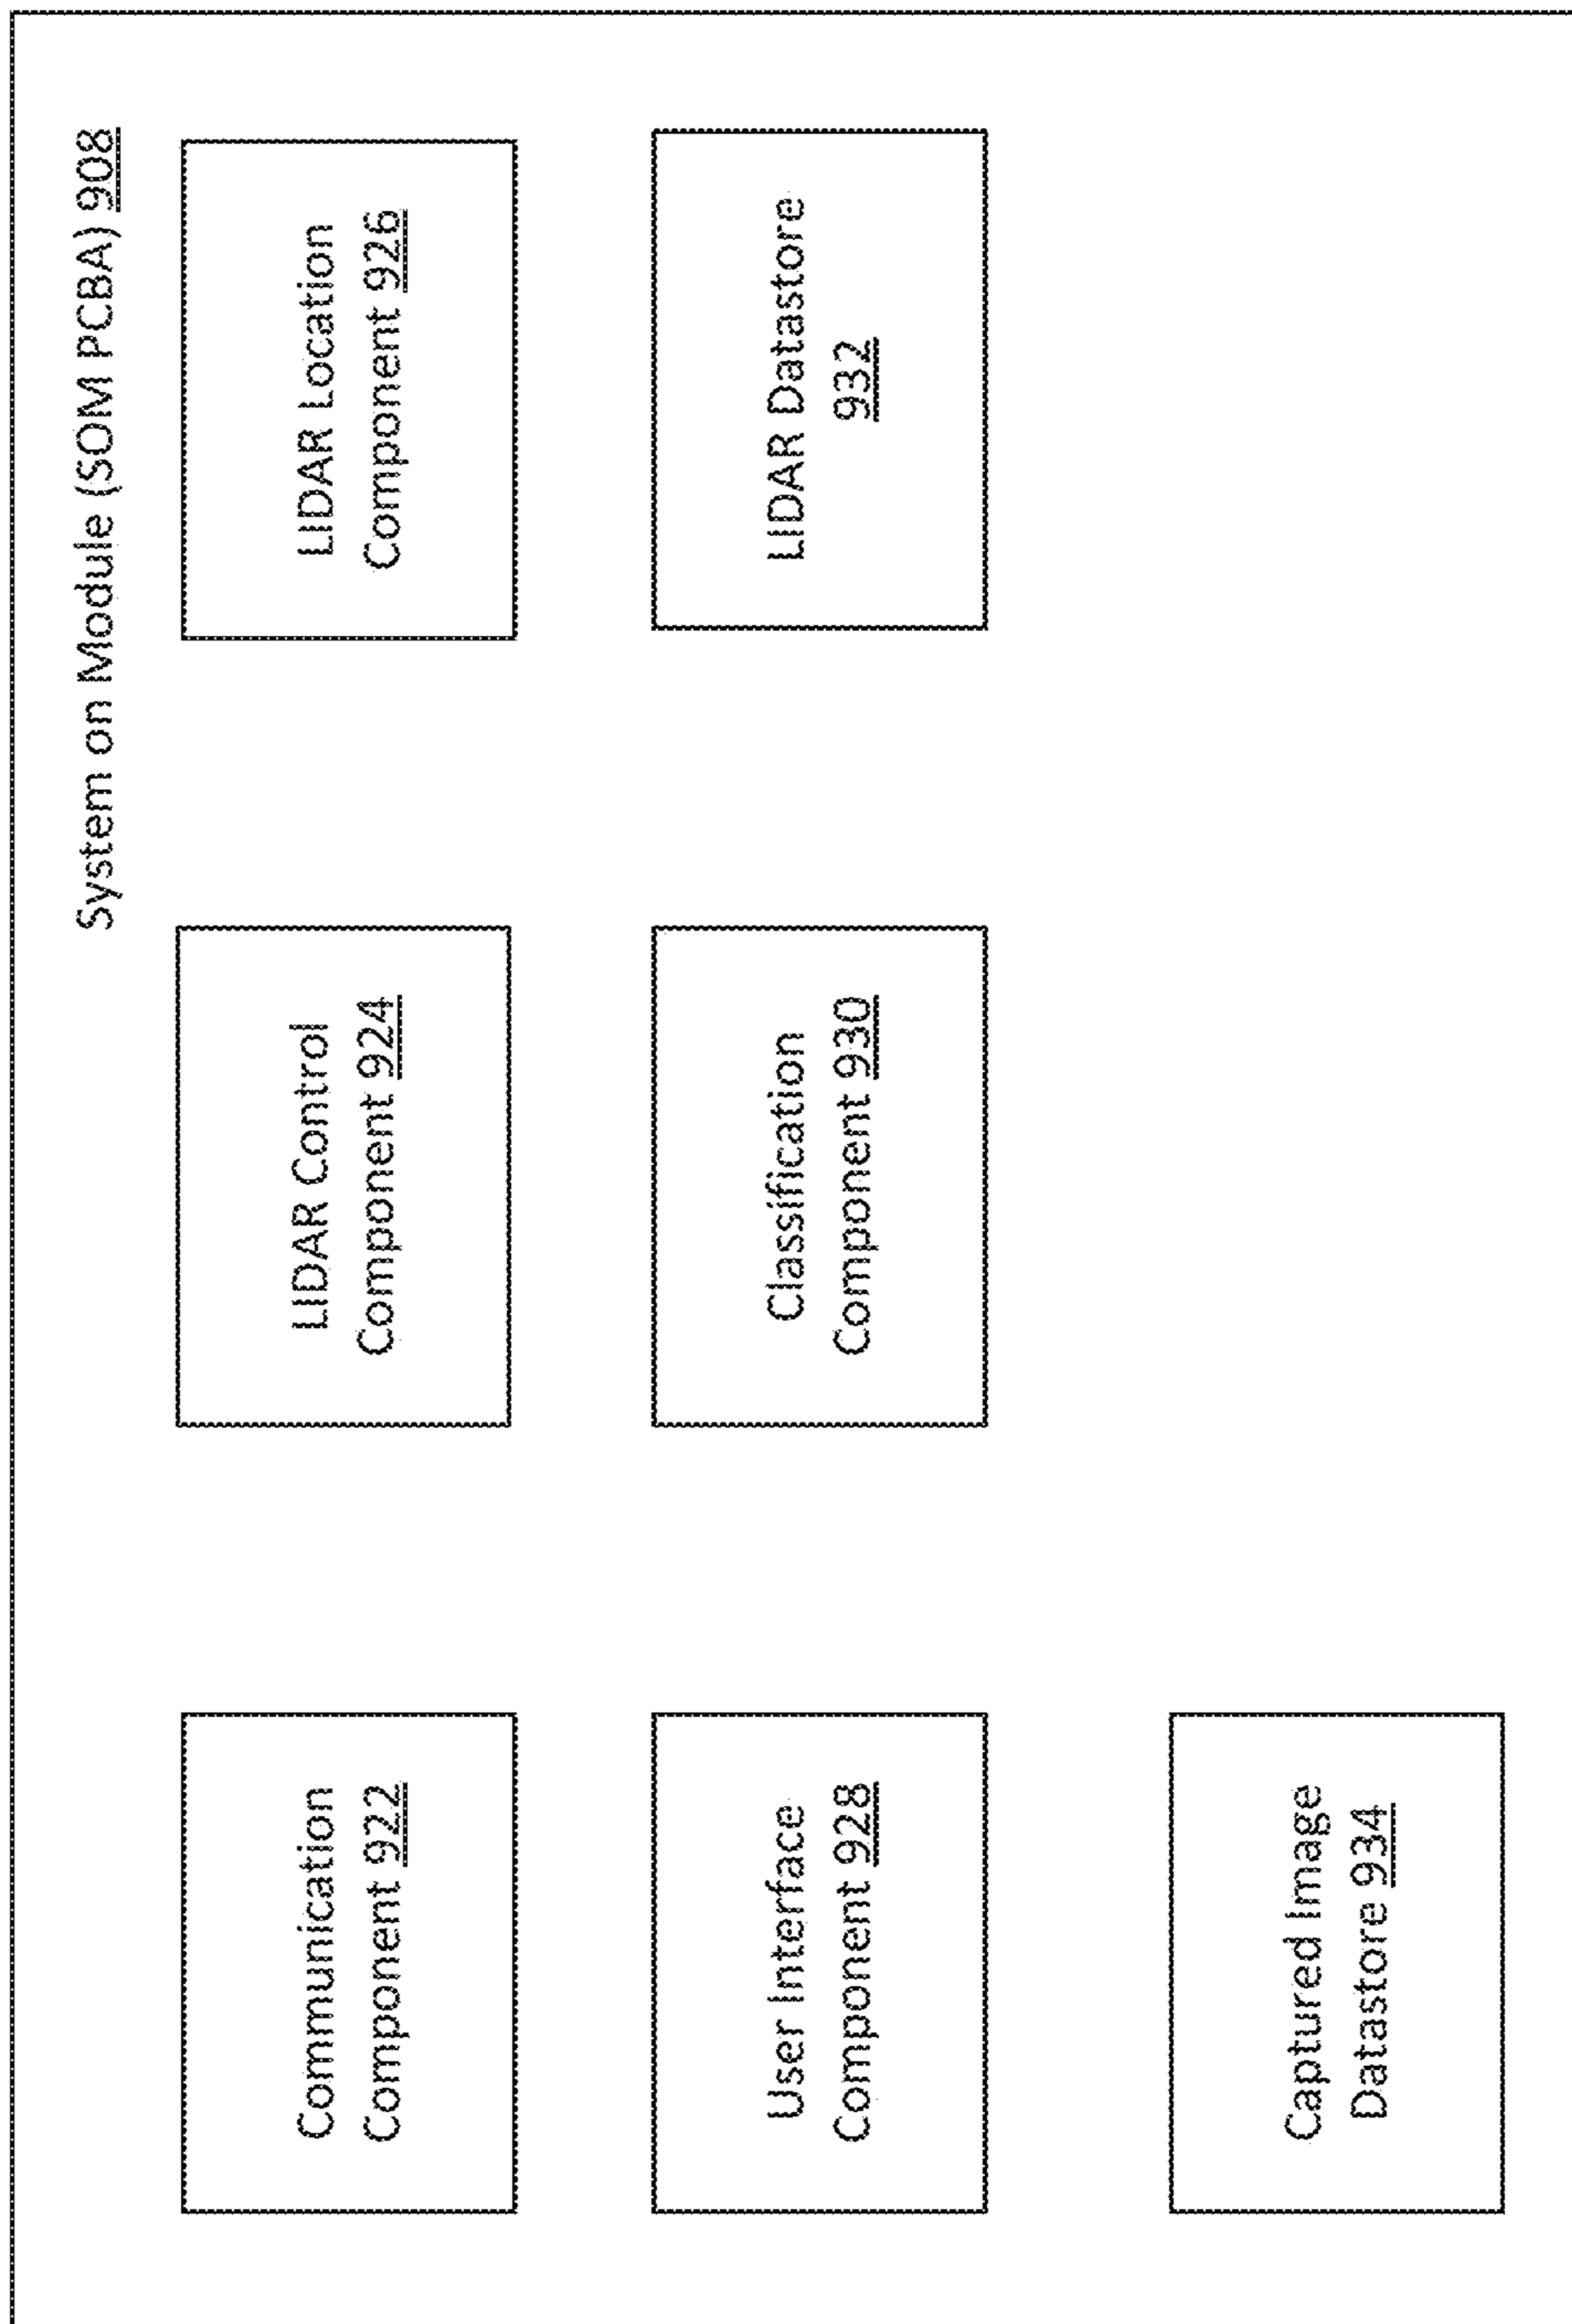 System on Module (SOM PCBA) 908
Communication
Component 922
LIDAR Control
Component 924
LIDAR Location
Component 926
User Interface
Component 928
Classification
Component 930
LIDAR Datastore
932
Captured Image
Datastore 934